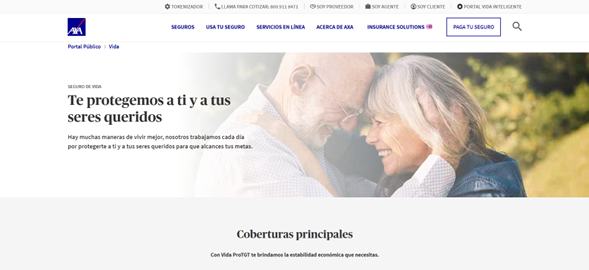 TOKENIZADOR LLAMA PARA COTIZAR: 800 911 8472 SOY PROVEEDOR SOY AGENTE SOY CLIENTE PORTAL VIDA INTELIGENTE
AXA SEGUROS USA TU SEGURO SERVICIOS EN LÍNEA ACERCA DE AXA INSURANCE SOLUTIONS PAGA TU SEGURO
Portal Público Vida
SEGURO DE VIDA
Te protegemos a ti y a tus
seres queridos
Hay muchas maneras de vivir mejor, nosotros trabajamos cada día
por protegerte a ti y a tus seres queridos para que alcances tus metas.
Coberturas principales
Con Vida ProTGT te brindamos la estabilidad económica que necesitas.